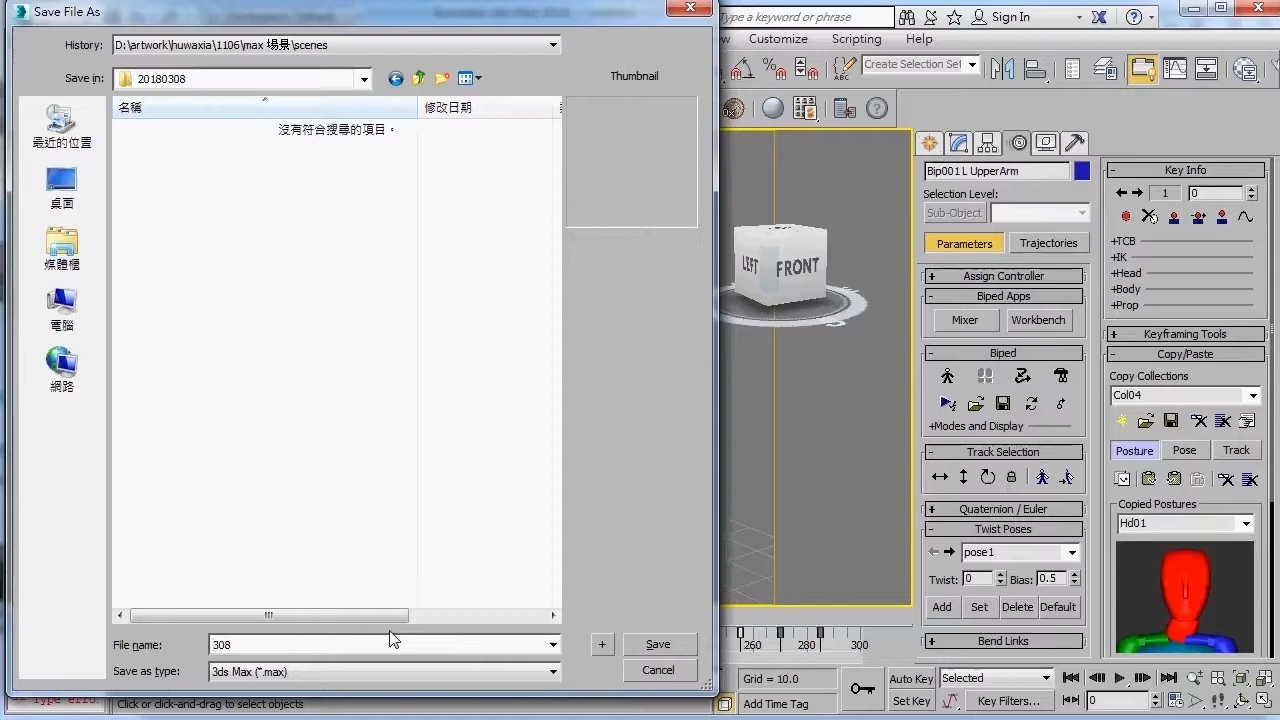 Save File As
Type a keyword or phrase
Sign In
History:
D:\artwork\huwaxia\1106\max 場景\scenes
Customize
Scripting
Help
Save in:
20180308
Thumbnail
Create Selection Set
名稱
修改日期
沒有符合搜尋的項目。
最近的位置
桌面
媒體櫃
電腦
網路
LEFT
FRONT
Bip001 L UpperArm
Selection Level:
Sub-Object
Parameters
Trajectories
+ Assign Controller
- Biped Apps
Mixer
Workbench
- Biped
+Modes and Display
- Track Selection
+ Quaternion / Euler
- Twist Poses
pose1
Twist: 0
Bias: 0.5
Add
Set
Delete
Default
+ Bend Links
- Key Info
1
0
+TCB
+IK
+Head
+Body
+Prop
+ Keyframing Tools
- Copy/Paste
Copy Collections
Col04
Posture
Pose
Track
Copied Postures
Hd01
File name:
308
+
Save
Save as type:
3ds Max (*.max)
Cancel
260
280
300
Grid = 10.0
Auto Key
Selected
Type error
Click or click-and-drag to select objects
Add Time Tag
Set Key
Key Filters...
0